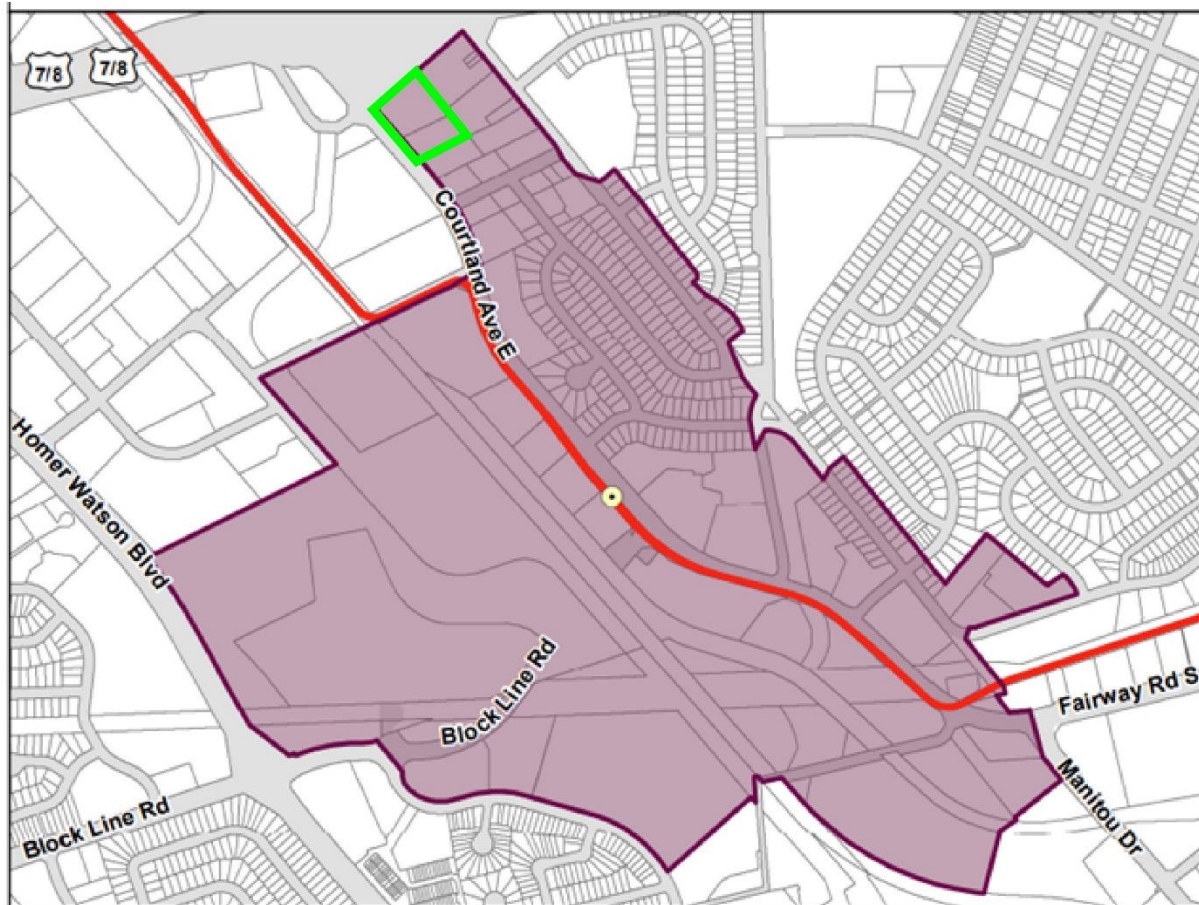 7/8
7/8
Courtland Ave E
Homer Watson Blvd
Block Line Rd
Fairway Rd S
Manitou Dr
Block Line Rd